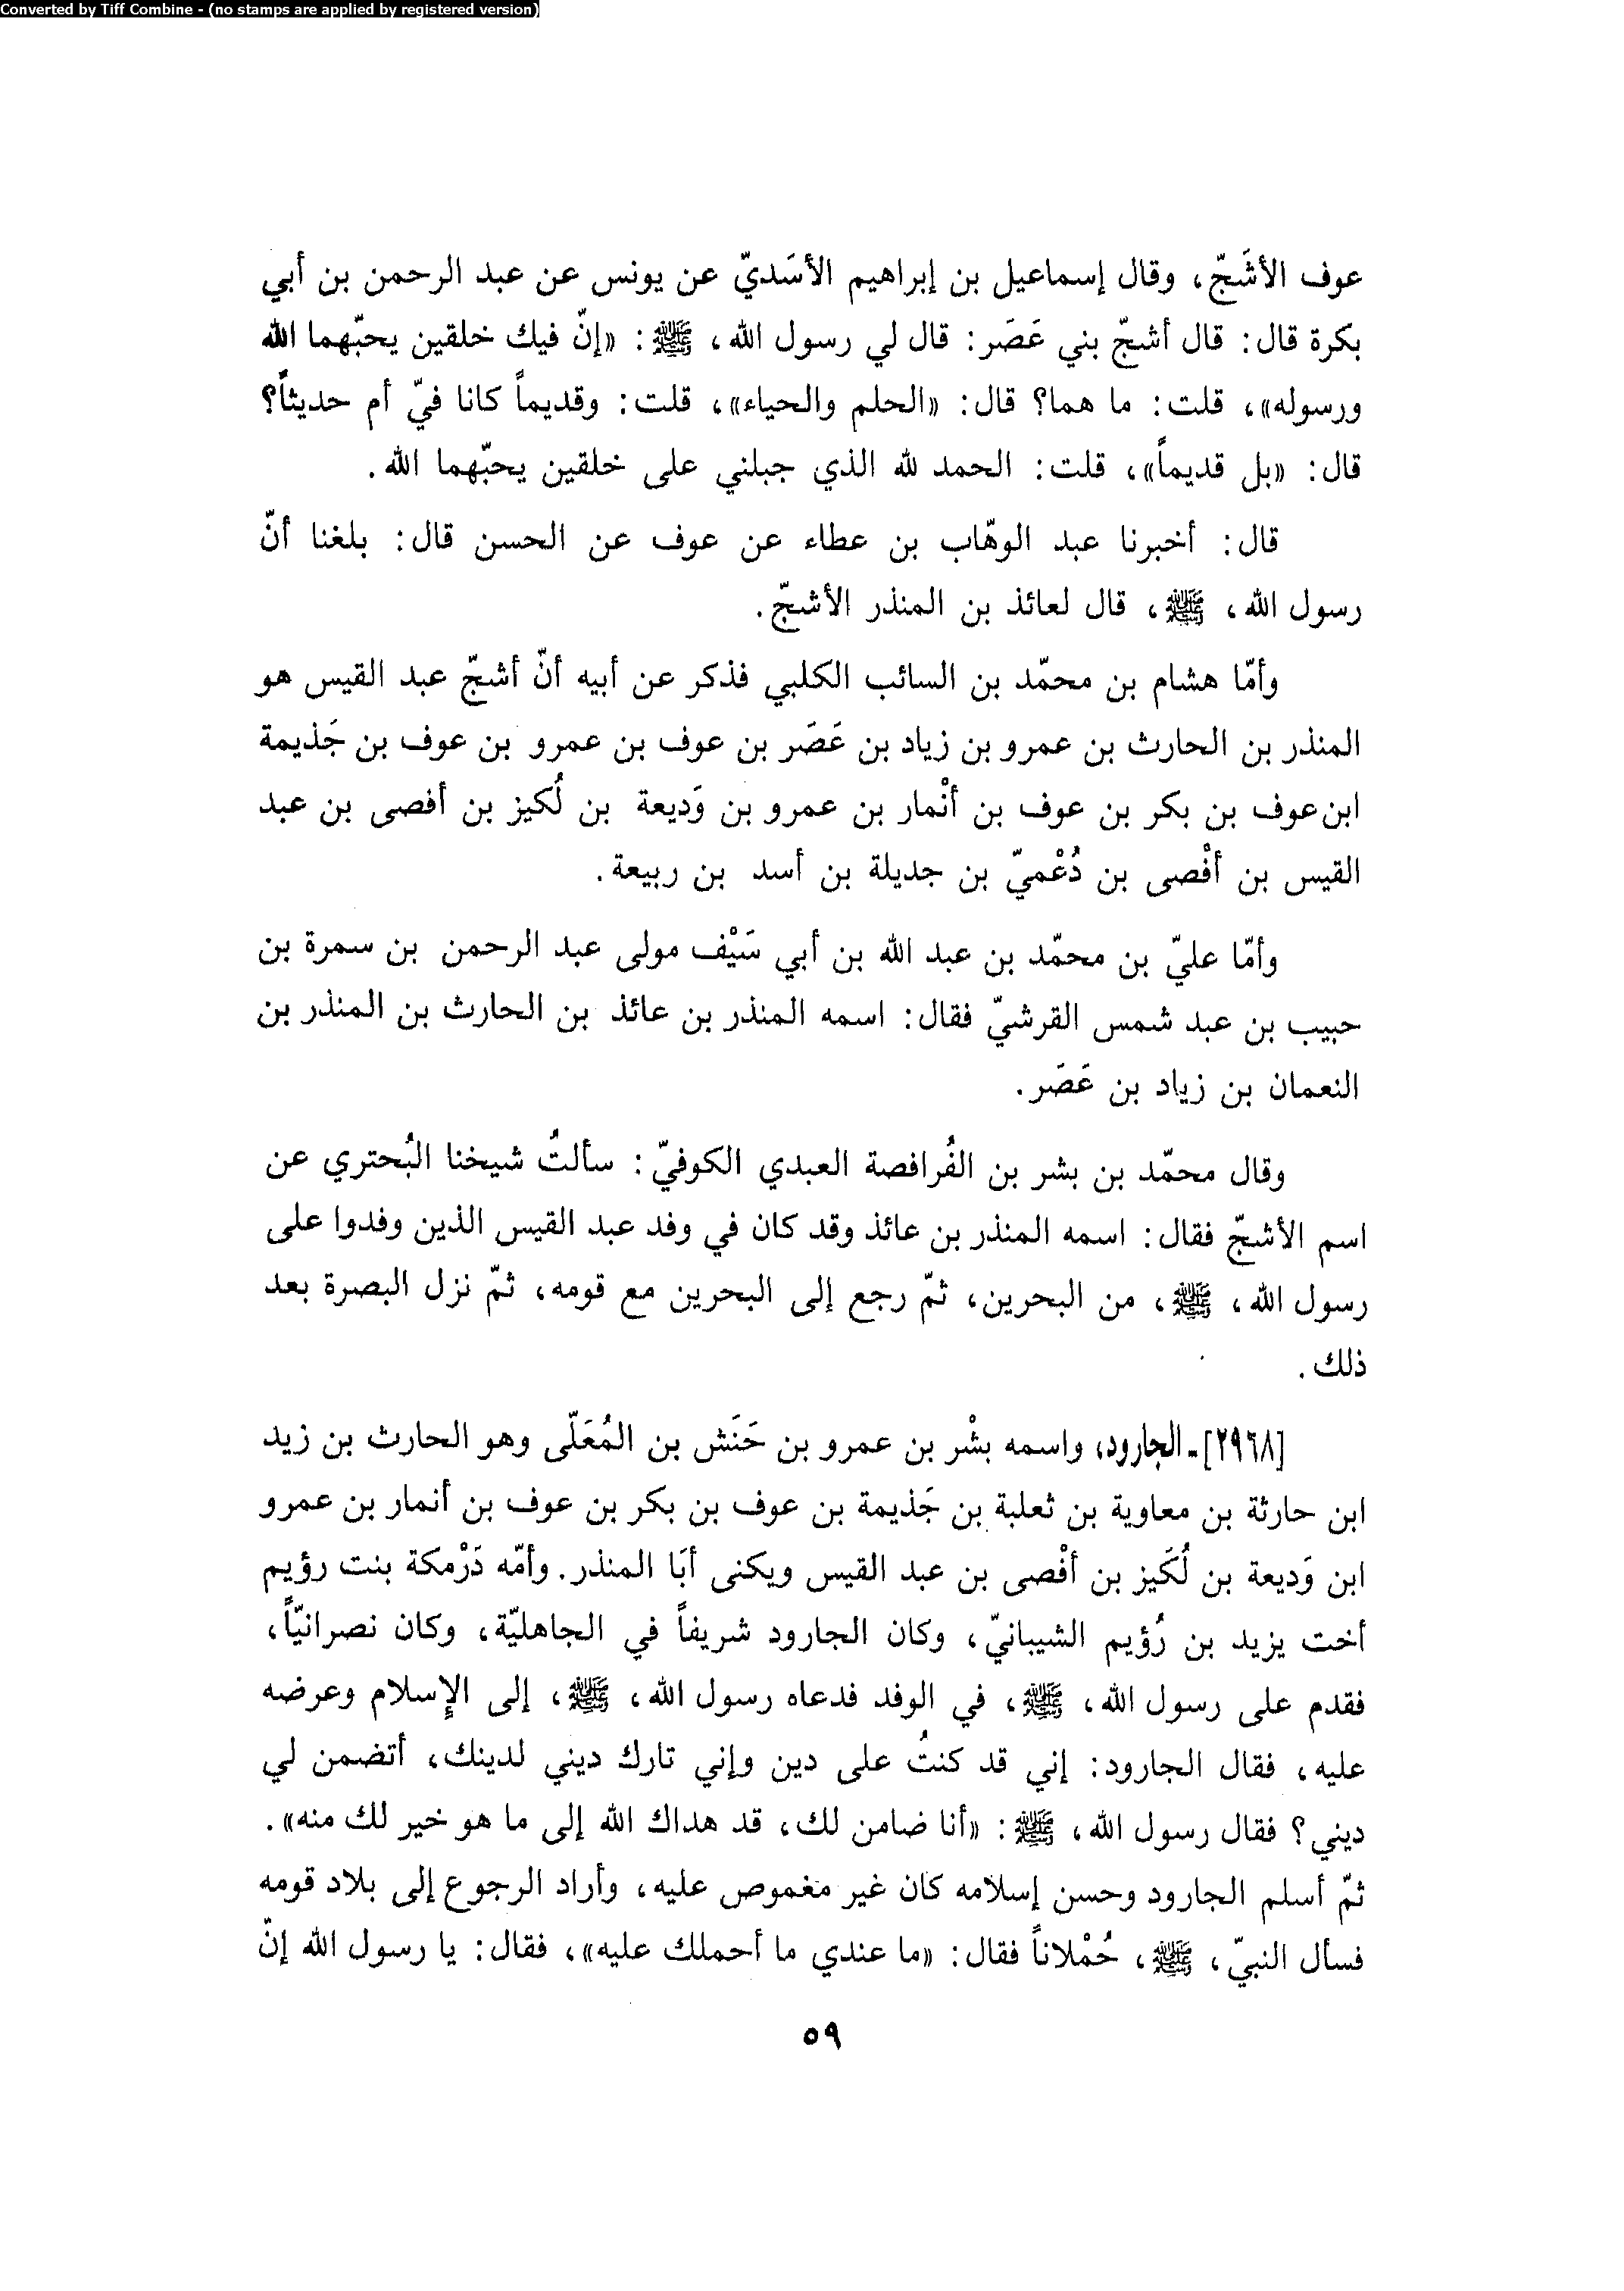 Converted by Tiff Combine - (no stamps are applied by registered version)
عوف الأشَجّ، وقال إسماعيل بن إبراهيم الأسَديّ عن يونس عن عبد الرحمن بن أبي
بكرة قال: قال أشجّ بني عَصَر: قال لي رسول الله، ﷺ: «إنّ فيك خلقين يحبّهما الله
ورسوله»، قلت: ما هما؟ قال: «الحلم والحياء»، قلت: وقديماً كانا فيّ أم حديثاً؟
قال: «بل قديماً»، قلت: الحمد لله الذي جبلني على خلقين يحبّهما الله.
قال: أخبرنا عبد الوهّاب بن عطاء عن عوف عن الحسن قال: بلغنا أنّ
رسول الله، ﷺ، قال لعائذ بن المنذر الأشجّ.
وأمّا هشام بن محمّد بن السائب الكلبي فذكر عن أبيه أنّ أشجّ عبد القيس هو
المنذر بن الحارث بن عمرو بن زياد بن عَصَر بن عوف بن عمرو بن عوف بن جَذيمة
ابن عوف بن بكر بن عوف بن أنْمار بن عمرو بن وَديعة بن لُكيز بن أفصى بن عبد
القيس بن أفْصى بن دُعْميّ بن جديلة بن أسد بن ربيعة.
وأمّا عليّ بن محمّد بن عبد الله بن أبي سَيْف مولى عبد الرحمن بن سمرة بن
حبيب بن عبد شمس القرشيّ فقال: اسمه المنذر بن عائذ بن الحارث بن المنذر بن
النعمان بن زياد بن عَصَر.
وقال محمّد بن بشر بن الفُرافصة العبدي الكوفيّ: سألتُ شيخنا البُحتري عن
اسم الأشجّ فقال: اسمه المنذر بن عائذ وقد كان في وفد عبد القيس الذين وفدوا على
رسول الله، ﷺ، من البحرين، ثمّ رجع إلى البحرين مع قومه، ثمّ نزل البصرة بعد
ذلك.
[٢٩٦٨]ـ الجارود، واسمه بشْر بن عمرو بن حَنَش بن المُعَلّى وهو الحارث بن زيد
ابن حارثة بن معاوية بن ثعلبة بن جَذيمة بن عوف بن بكر بن عوف بن أنمار بن عمرو
ابن وَديعة بن لُكَيز بن أفْصى بن عبد القيس ويكنى أبَا المنذر. وأمّه دَرْمكة بنت رؤيم
أخت يزيد بن رُؤيم الشيبانيّ، وكان الجارود شريفاً في الجاهليّة، وكان نصرانيّاً،
فقدم على رسول الله، ﷺ، في الوفد فدعاه رسول الله، ﷺ، إلى الإسلام وعرضه
عليه، فقال الجارود: إني قد كنتُ على دين وإني تارك ديني لدينك، أتضمن لي
ديني؟ فقال رسول الله، ﷺ: «أنا ضامن لك، قد هداك الله إلى ما هو خير لك منه».
ثمّ أسلم الجارود وحسن إسلامه كان غير مغموص عليه، وأراد الرجوع إلى بلاد قومه
فسأل النبيّ، ﷺ، حُمْلاناً فقال: «ما عندي ما أحملك عليه»، فقال: يا رسول الله إنّ
٥٩